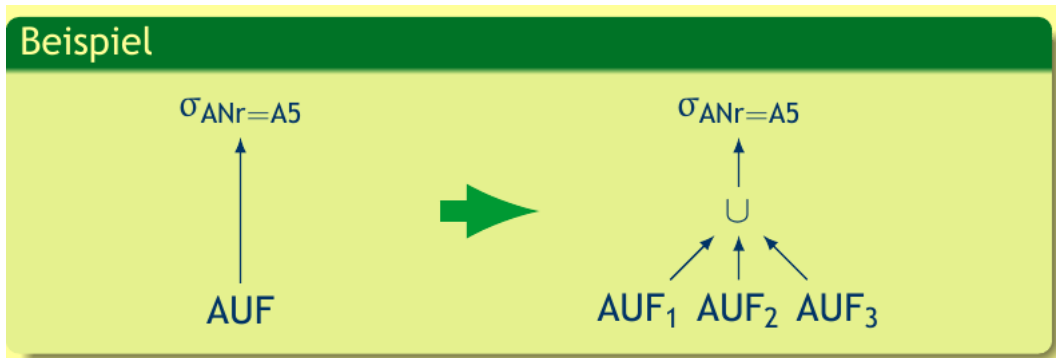 Beispiel
σANr=A5 σANr=A5
∪
AUF AUF1 AUF2 AUF3